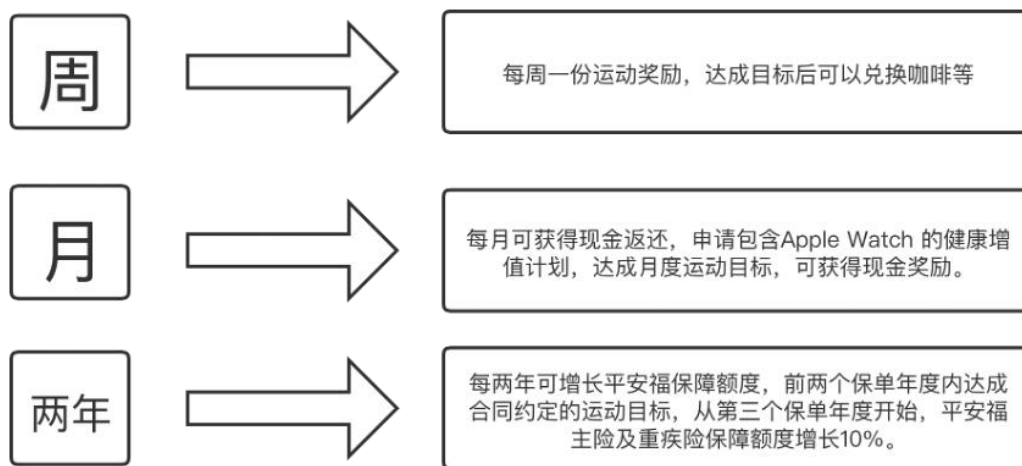 周
每周一份运动奖励，达成目标后可以兑换咖啡等
月
每月可获得现金返还，申请包含Apple Watch 的健康增
值计划，达成月度运动目标，可获得现金奖励。
两年
每两年可增长平安福保障额度，前两个保单年度内达成
合同约定的运动目标，从第三个保单年度开始，平安福
主险及重疾险保障额度增长10%。